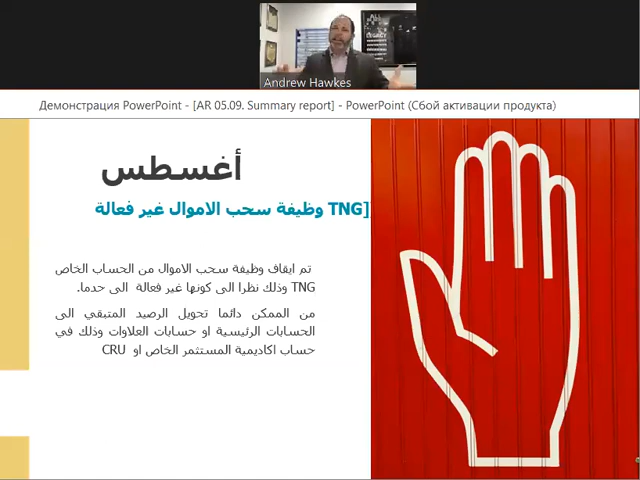 LEGACY
Andrew Hawkes
Демонстрация PowerPoint - [AR 05.09. Summary report] - PowerPoint (Сбой активации продукта)
أغسطس
[TNG وظيفة سحب الاموال غير فعالة
تم ايقاف وظيفة سحب الاموال من الحساب الخاص
TNG وذلك نظرا الى كونها غير فعالة الى حدما.
من الممكن دائما تحويل الرصيد المتبقي الى
الحسابات الرئيسية او حسابات العلاوات وذلك في
حساب اكاديمية المستثمر الخاص او CRU